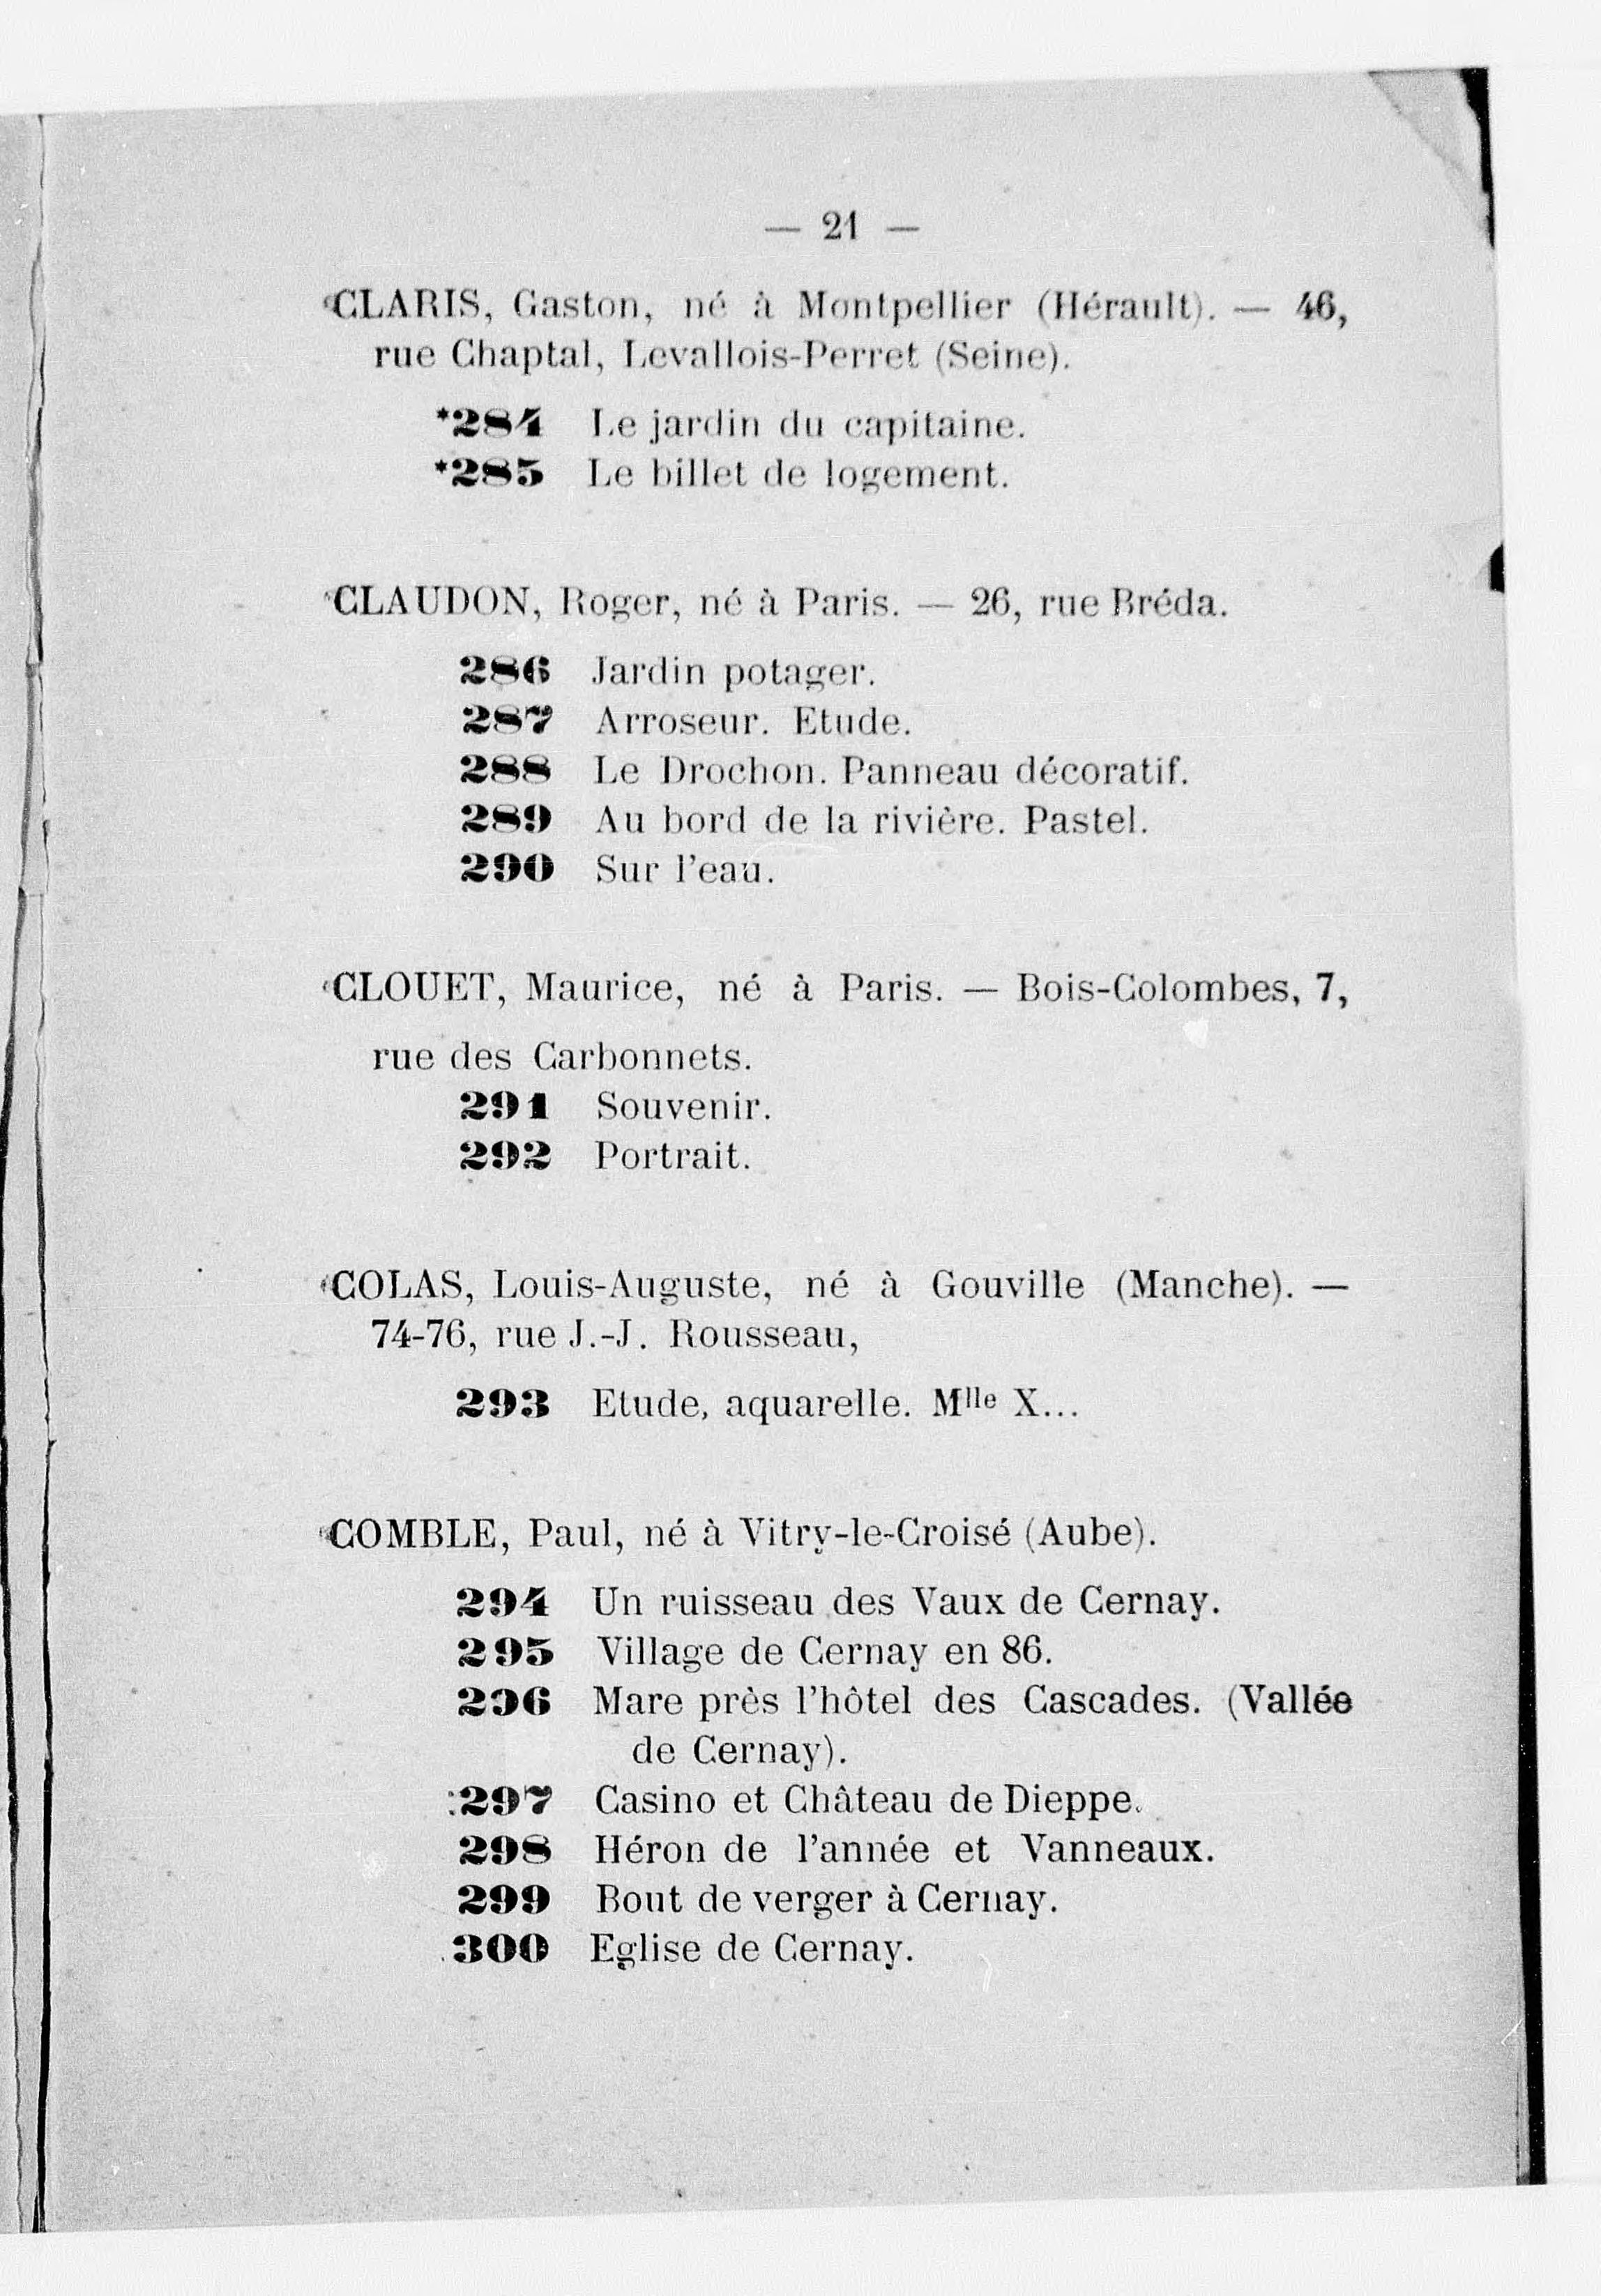 — 21 —
CLARIS, Gaston, né à Montpellier (Hérault). — 46,
rue Chaptal, Levallois-Perret (Seine).
*284 Le jardin du capitaine.
*285 Le billet de logement.
CLAUDON, Roger, né à Paris. — 26, rue Bréda.
286 Jardin potager.
287 Arroseur. Etude.
288 Le Drochon. Panneau décoratif.
289 Au bord de la rivière. Pastel.
290 Sur l'eau.
CLOUET, Maurice, né à Paris. — Bois-Colombes, 7,
rue des Carbonnets.
291 Souvenir.
292 Portrait.
COLAS, Louis-Auguste, né à Gouville (Manche). —
74-76, rue J.-J. Rousseau,
293 Etude, aquarelle. Mlle X...
COMBLE, Paul, né à Vitry-le-Croisé (Aube).
294 Un ruisseau des Vaux de Cernay.
295 Village de Cernay en 86.
296 Mare près l'hôtel des Cascades. (Vallée
de Cernay).
297 Casino et Château de Dieppe.
298 Héron de l'année et Vanneaux.
299 Bout de verger à Cernay.
300 Eglise de Cernay.